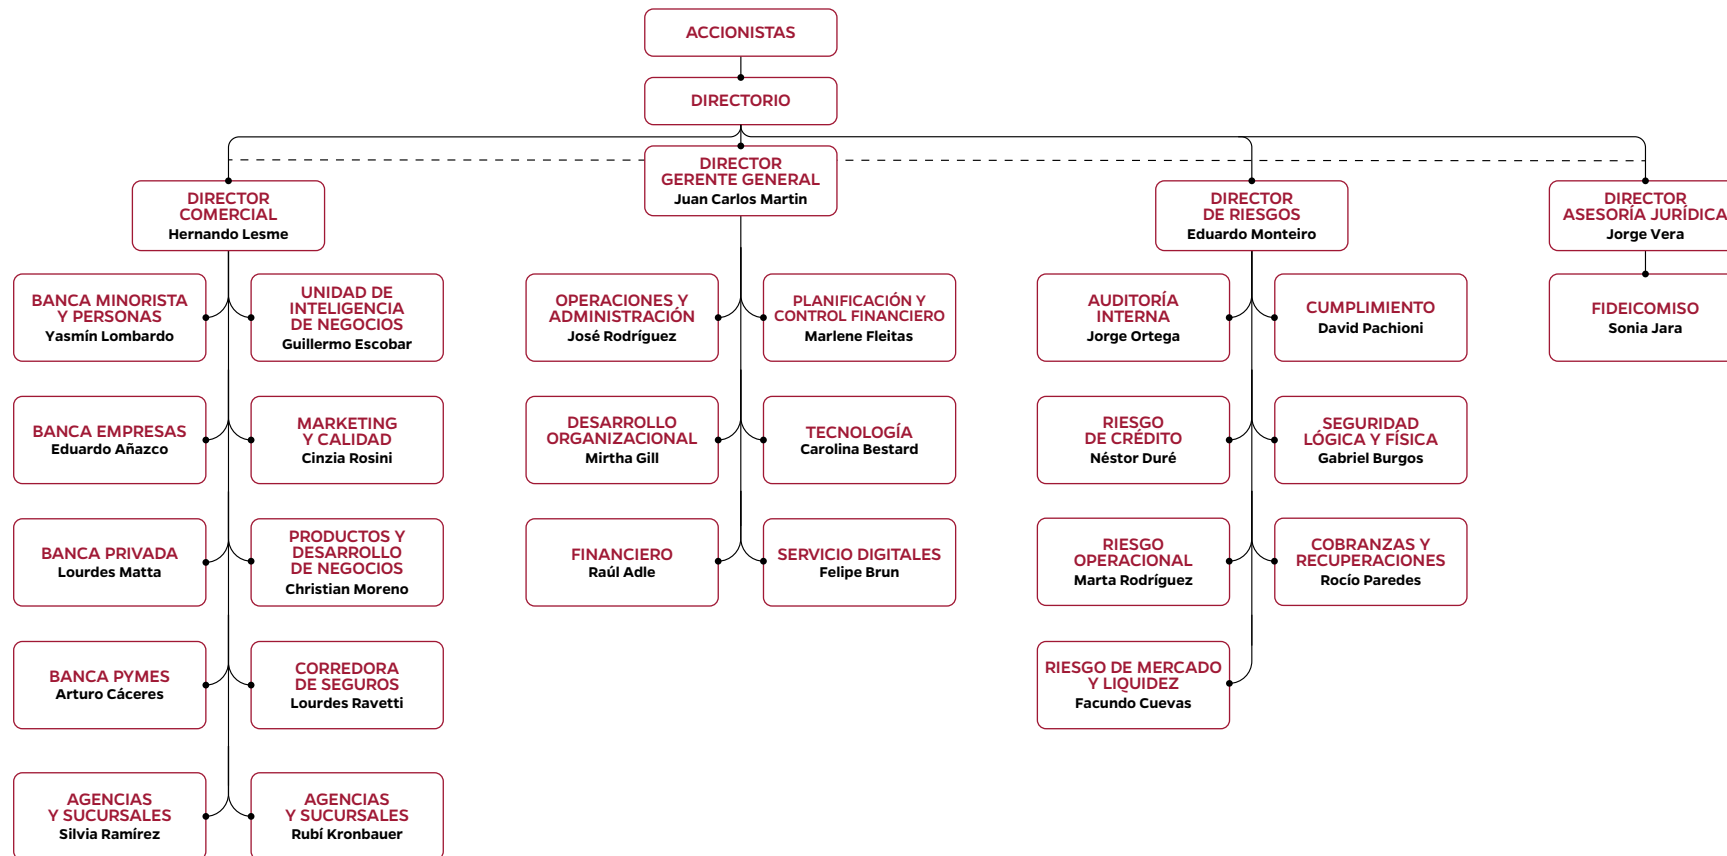 ACCIONISTAS
DIRECTORIO
DIRECTOR
GERENTE GENERAL
Juan Carlos Martin
DIRECTOR
COMERCIAL
Hernando Lesme
DIRECTOR
DE RIESGOS
Eduardo Monteiro
DIRECTOR
ASESORÍA JURÍDICA
Jorge Vera
BANCA MINORISTA
Y PERSONAS
Yasmín Lombardo
UNIDAD DE
INTELIGENCIA
DE NEGOCIOS
Guillermo Escobar
OPERACIONES Y
ADMINISTRACIÓN
José Rodríguez
PLANIFICACIÓN Y
CONTROL FINANCIERO
Marlene Fleitas
AUDITORÍA
INTERNA
Jorge Ortega
CUMPLIMIENTO
David Pachioni
FIDEICOMISO
Sonia Jara
BANCA EMPRESAS
Eduardo Añazco
MARKETING
Y CALIDAD
Cinzia Rosini
DESARROLLO
ORGANIZACIONAL
Mirtha Gill
TECNOLOGÍA
Carolina Bestard
RIESGO
DE CRÉDITO
Néstor Duré
SEGURIDAD
LÓGICA Y FÍSICA
Gabriel Burgos
BANCA PRIVADA
Lourdes Matta
PRODUCTOS Y
DESARROLLO
DE NEGOCIOS
Christian Moreno
FINANCIERO
Raúl Adle
SERVICIO DIGITALES
Felipe Brun
RIESGO
OPERACIONAL
Marta Rodríguez
COBRANZAS Y
RECUPERACIONES
Rocío Paredes
BANCA PYMES
Arturo Cáceres
CORREDORA
DE SEGUROS
Lourdes Ravetti
RIESGO DE MERCADO
Y LIQUIDEZ
Facundo Cuevas
AGENCIAS
Y SUCURSALES
Silvia Ramírez
AGENCIAS
Y SUCURSALES
Rubí Kronbauer